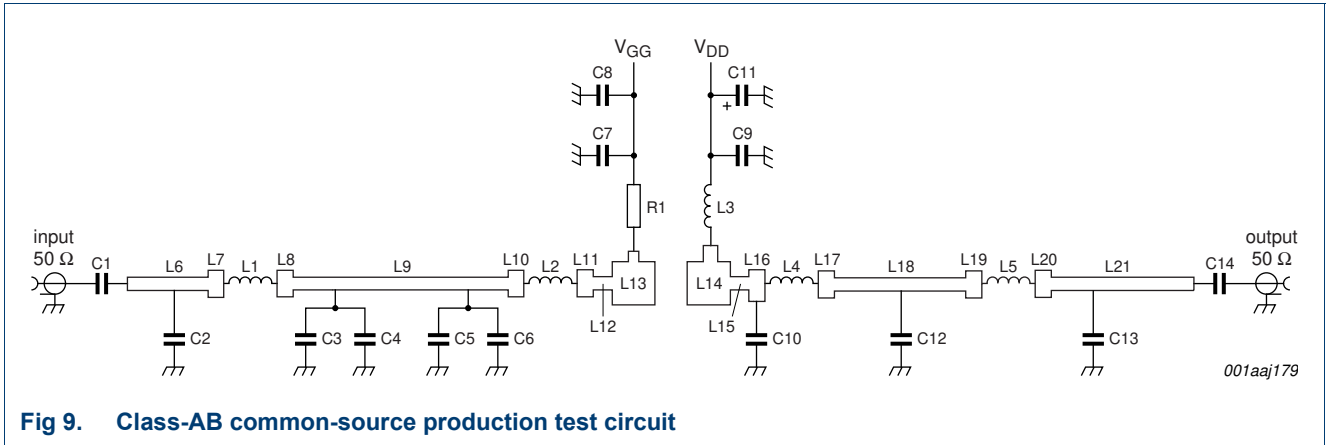 V_GG V_DD
C8 C11
+
C7 C9
R1 L3
input
50 Ω
output
50 Ω
C1 L6 L7 L1 L8 L9 L10 L2 L11 L13 L14 L16 L4 L17 L18 L19 L5 L20 L21 C14
L12 L15
C2 C3 C4 C5 C6 C10 C12 C13
001aaj179
Fig 9. Class-AB common-source production test circuit